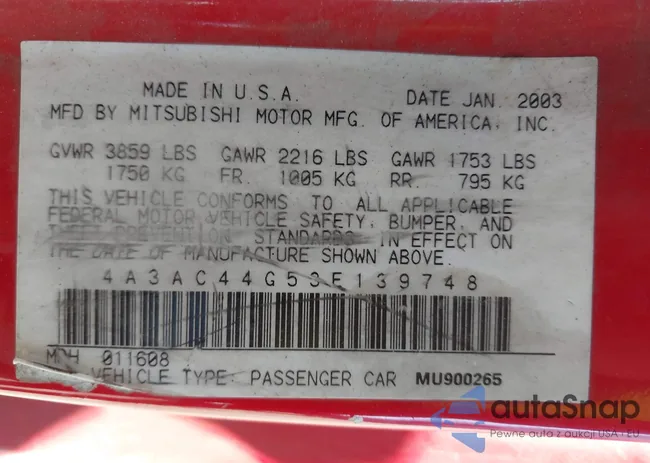 MADE IN U.S.A. DATE JAN. 2003
MFD BY MITSUBISHI MOTOR MFG. OF AMERICA, INC.
GVWR 3859 LBS GAWR 2216 LBS GAWR 1753 LBS
1750 KG FR. 1005 KG RR. 795 KG
THIS VEHICLE CONFORMS TO ALL APPLICABLE
FEDERAL MOTOR VEHICLE SAFETY, BUMPER, AND
THEFT PREVENTION STANDARDS IN EFFECT ON
THE DATE OF MANUFACTURE SHOWN ABOVE.
4A3AC44G53E139748
011608
VEHICLE TYPE: PASSENGER CAR MU900265
autaSnap
Pewne auta z aukcji USA i EU